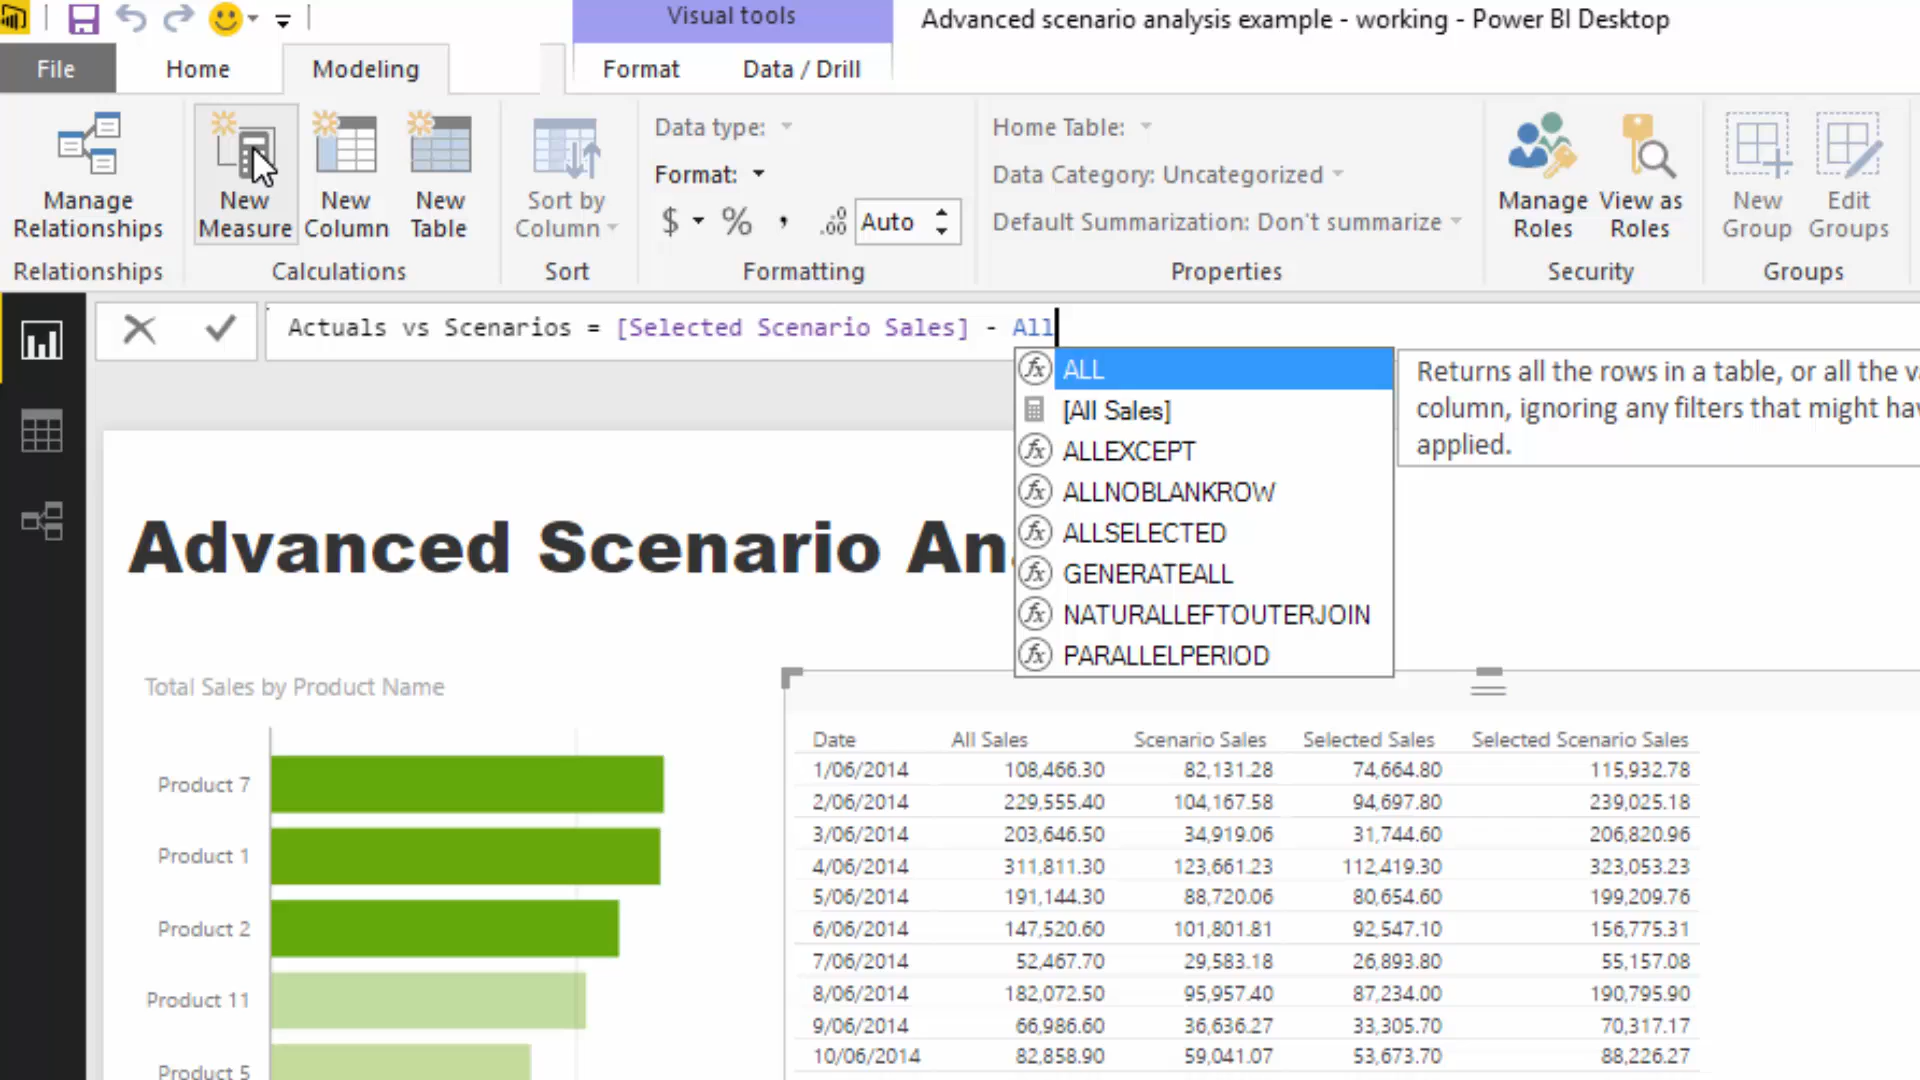 Visual tools
Advanced scenario analysis example - working - Power BI Desktop
File
Home
Modeling
Format
Data / Drill
Manage
Relationships
New
Measure
New
Column
New
Table
Sort by
Column
Data type:
Format:
$ % , .00 Auto
Home Table:
Data Category: Uncategorized
Default Summarization: Don't summarize
Manage
Roles
View as
Roles
New
Group
Edit
Groups
Relationships
Calculations
Sort
Formatting
Properties
Security
Groups
Actuals vs Scenarios = [Selected Scenario Sales] - All
ALL
[All Sales]
ALLEXCEPT
ALLNOBLANKROW
ALLSELECTED
GENERATEALL
NATURALLEFTOUTERJOIN
PARALLELPERIOD
Returns all the rows in a table, or all the
column, ignoring any filters that might
applied.
Advanced Scenario
Total Sales by Product Name
Product 7
Product 1
Product 2
Product 11
Product 5
Date All Sales Scenario Sales Selected Sales Selected Scenario Sales
1/06/2014 108,466.30 82,131.28 74,664.80 115,932.78
2/06/2014 229,555.40 104,167.58 94,697.80 239,025.18
3/06/2014 203,646.50 34,919.06 31,744.60 206,820.96
4/06/2014 311,811.30 123,661.23 112,419.30 323,053.23
5/06/2014 191,144.30 88,720.06 80,654.60 199,209.76
6/06/2014 147,520.60 101,801.81 92,547.10 156,775.31
7/06/2014 52,467.70 29,583.18 26,893.80 55,157.08
8/06/2014 182,072.50 95,957.40 87,234.00 190,795.90
9/06/2014 66,986.60 36,636.27 33,305.70 70,317.17
10/06/2014 82,858.90 59,041.07 53,673.70 88,226.27